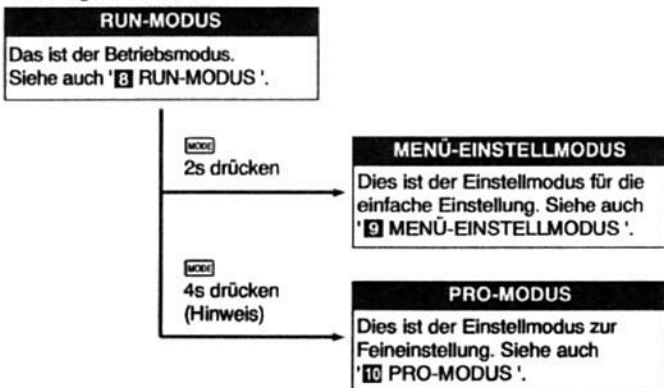 RUN-MODUS
Das ist der Betriebsmodus.
Siehe auch '8 RUN-MODUS '.
MODE
2s drücken
MENÜ-EINSTELLMODUS
Dies ist der Einstellmodus für die
einfache Einstellung. Siehe auch
'9 MENÜ-EINSTELLMODUS '.
MODE
4s drücken
(Hinweis)
PRO-MODUS
Dies ist der Einstellmodus zur
Feineinstellung. Siehe auch
'10 PRO-MODUS '.